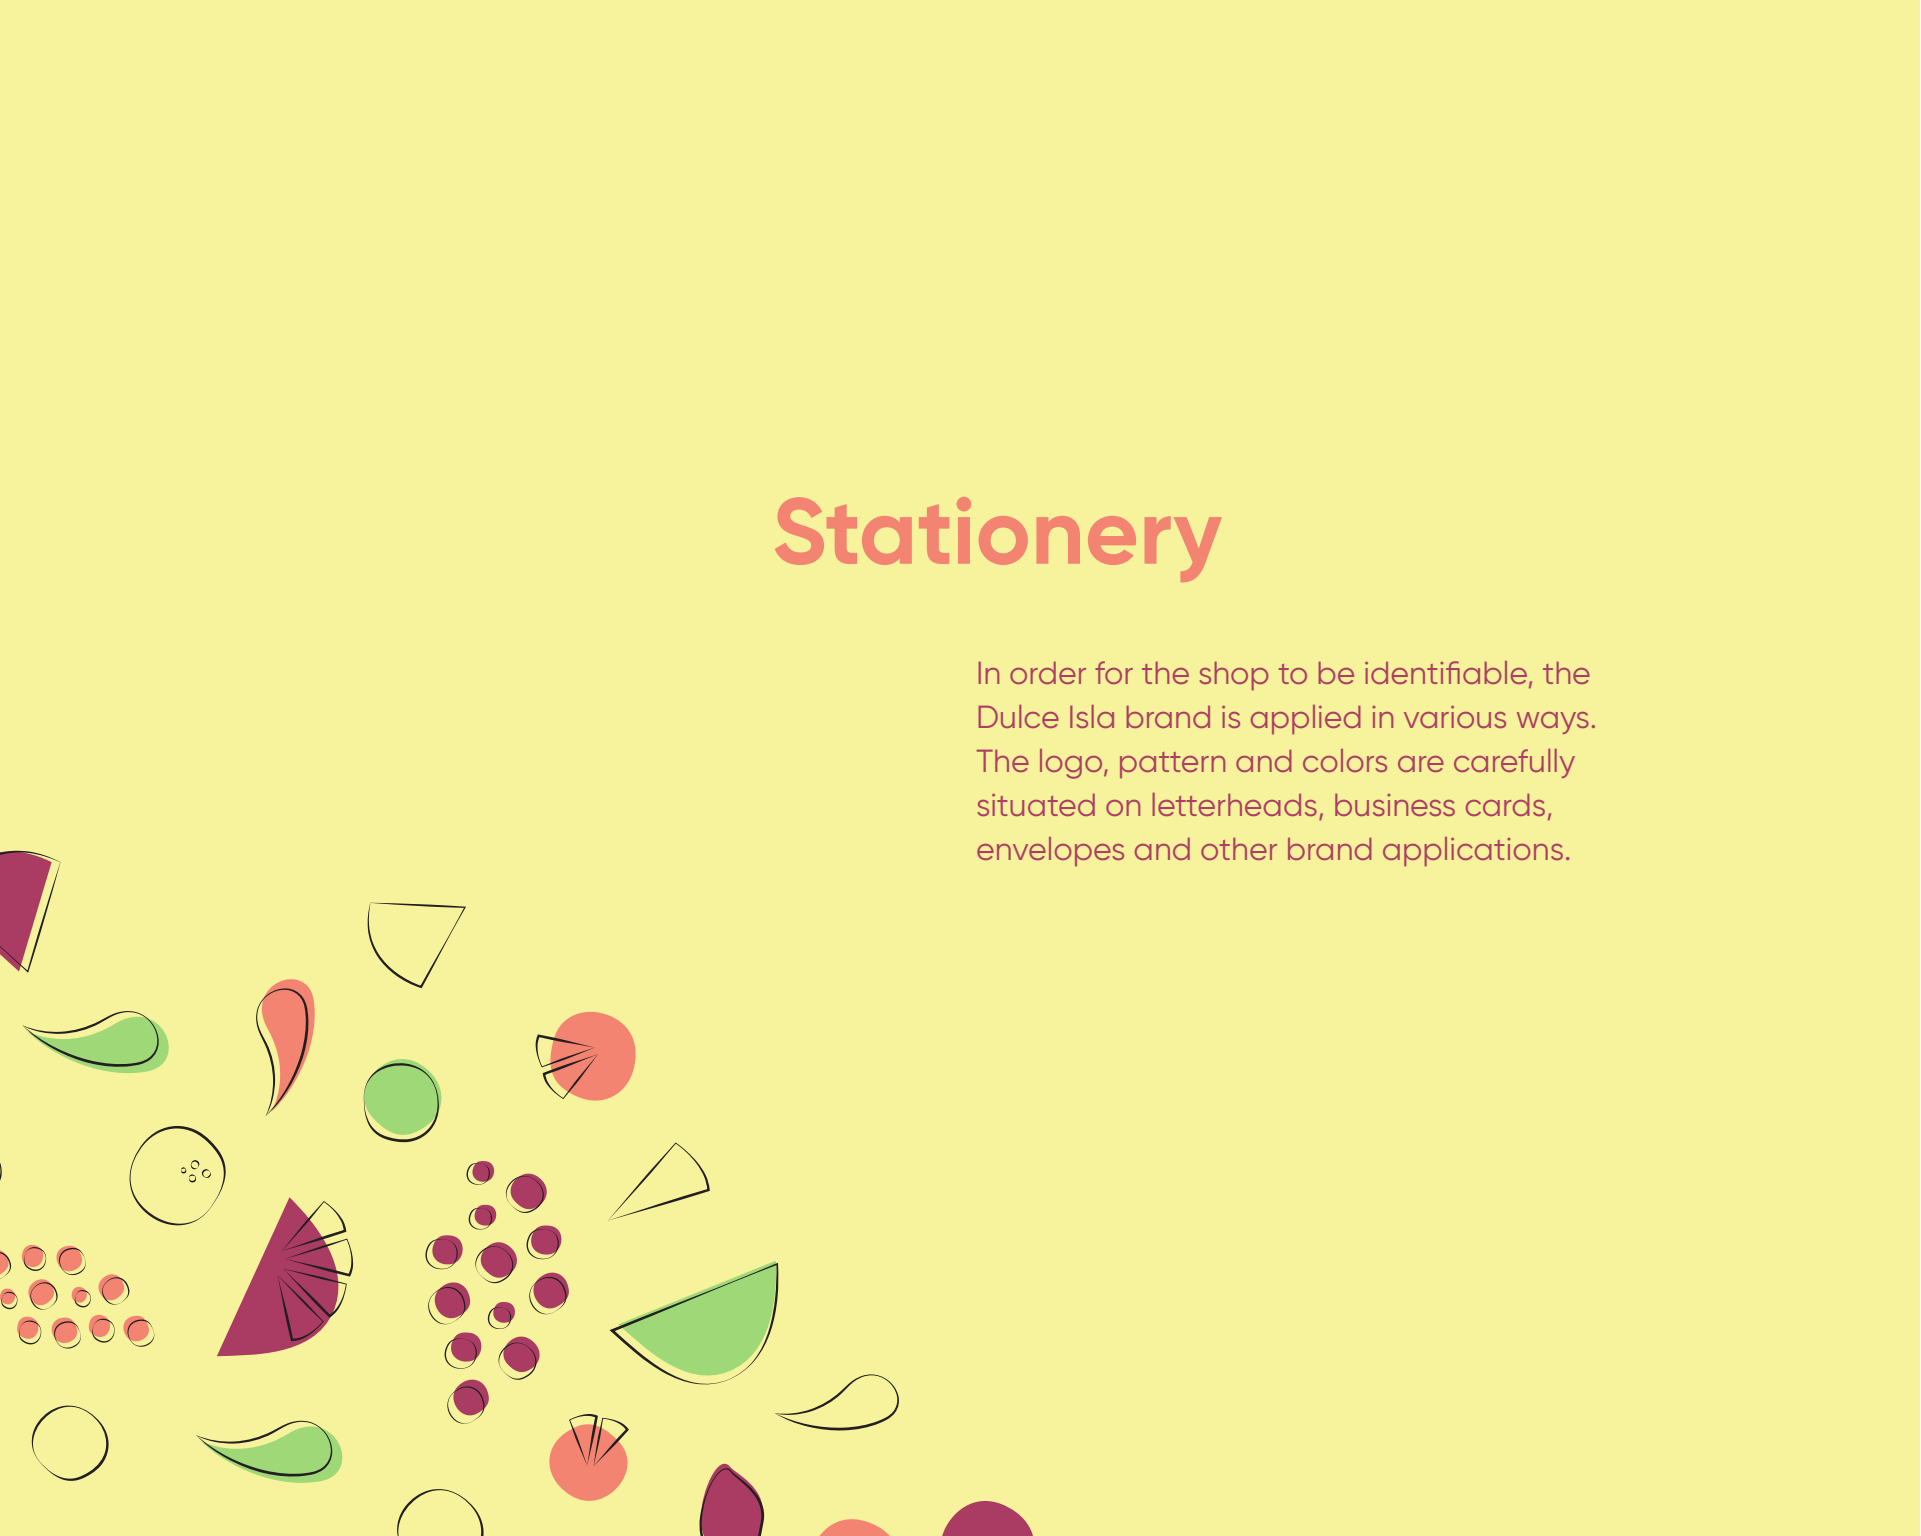 Stationery
In order for the shop to be identifiable, the
Dulce Isla brand is applied in various ways.
The logo, pattern and colors are carefully
situated on letterheads, business cards,
envelopes and other brand applications.